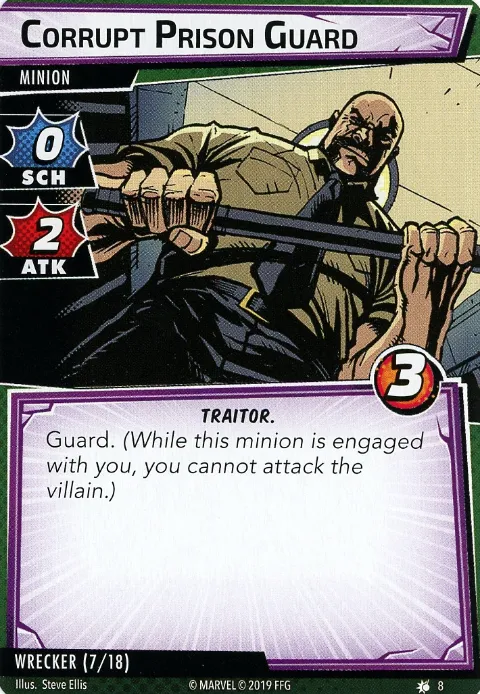 CORRUPT PRISON GUARD
MINION
0
SCH
2
ATK
3
TRAITOR.
Guard. (While this minion is engaged
with you, you cannot attack the
villain.)
WRECKER (7/18)
Illus. Steve Ellis
© MARVEL © 2019 FFG
8